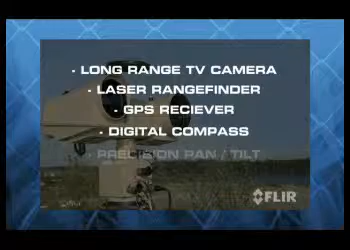 · LONG RANGE TV CAMERA
· LASER RANGEFINDER
· GPS RECIEVER
· DIGITAL COMPASS
· PRECISION PAN / TILT
FLIR